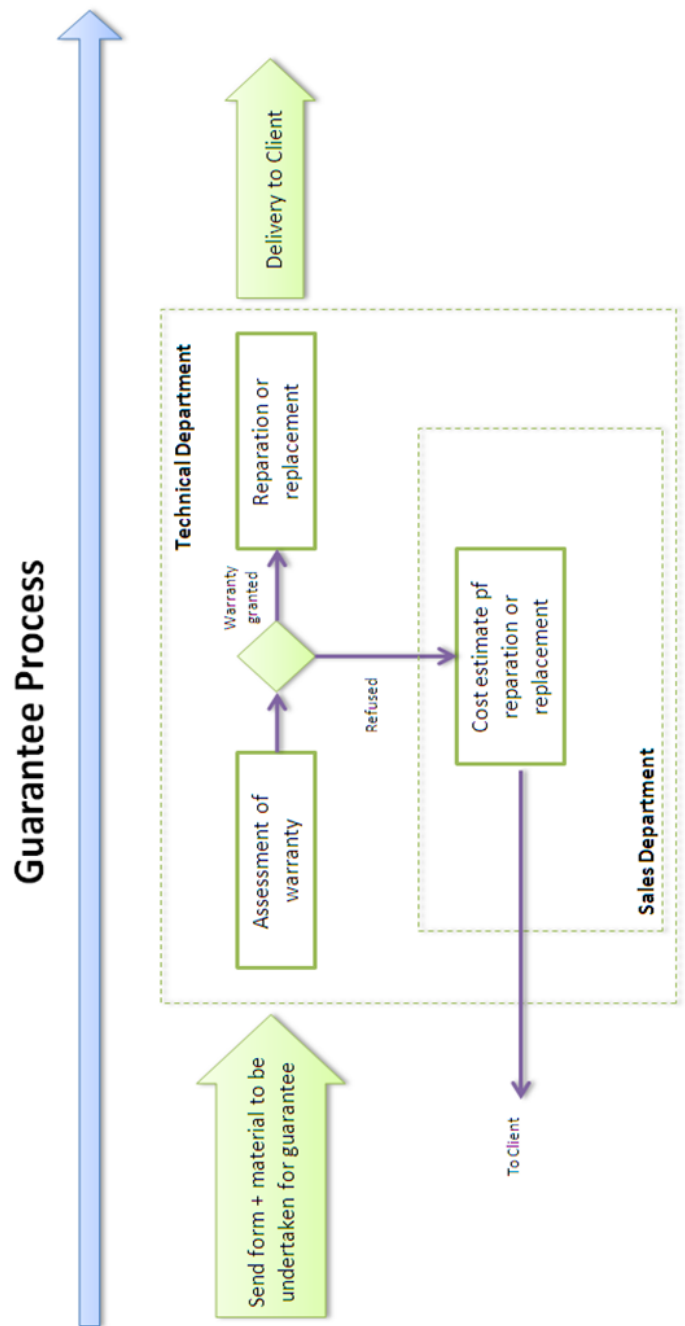 Guarantee Process
Send form + material to be
undertaken for guarantee
Technical Department
Assessment of
warranty
Warranty
granted
Reparation or
replacement
Delivery to Client
Refused
Cost estimate pf
reparation or
replacement
Sales Department
To Client